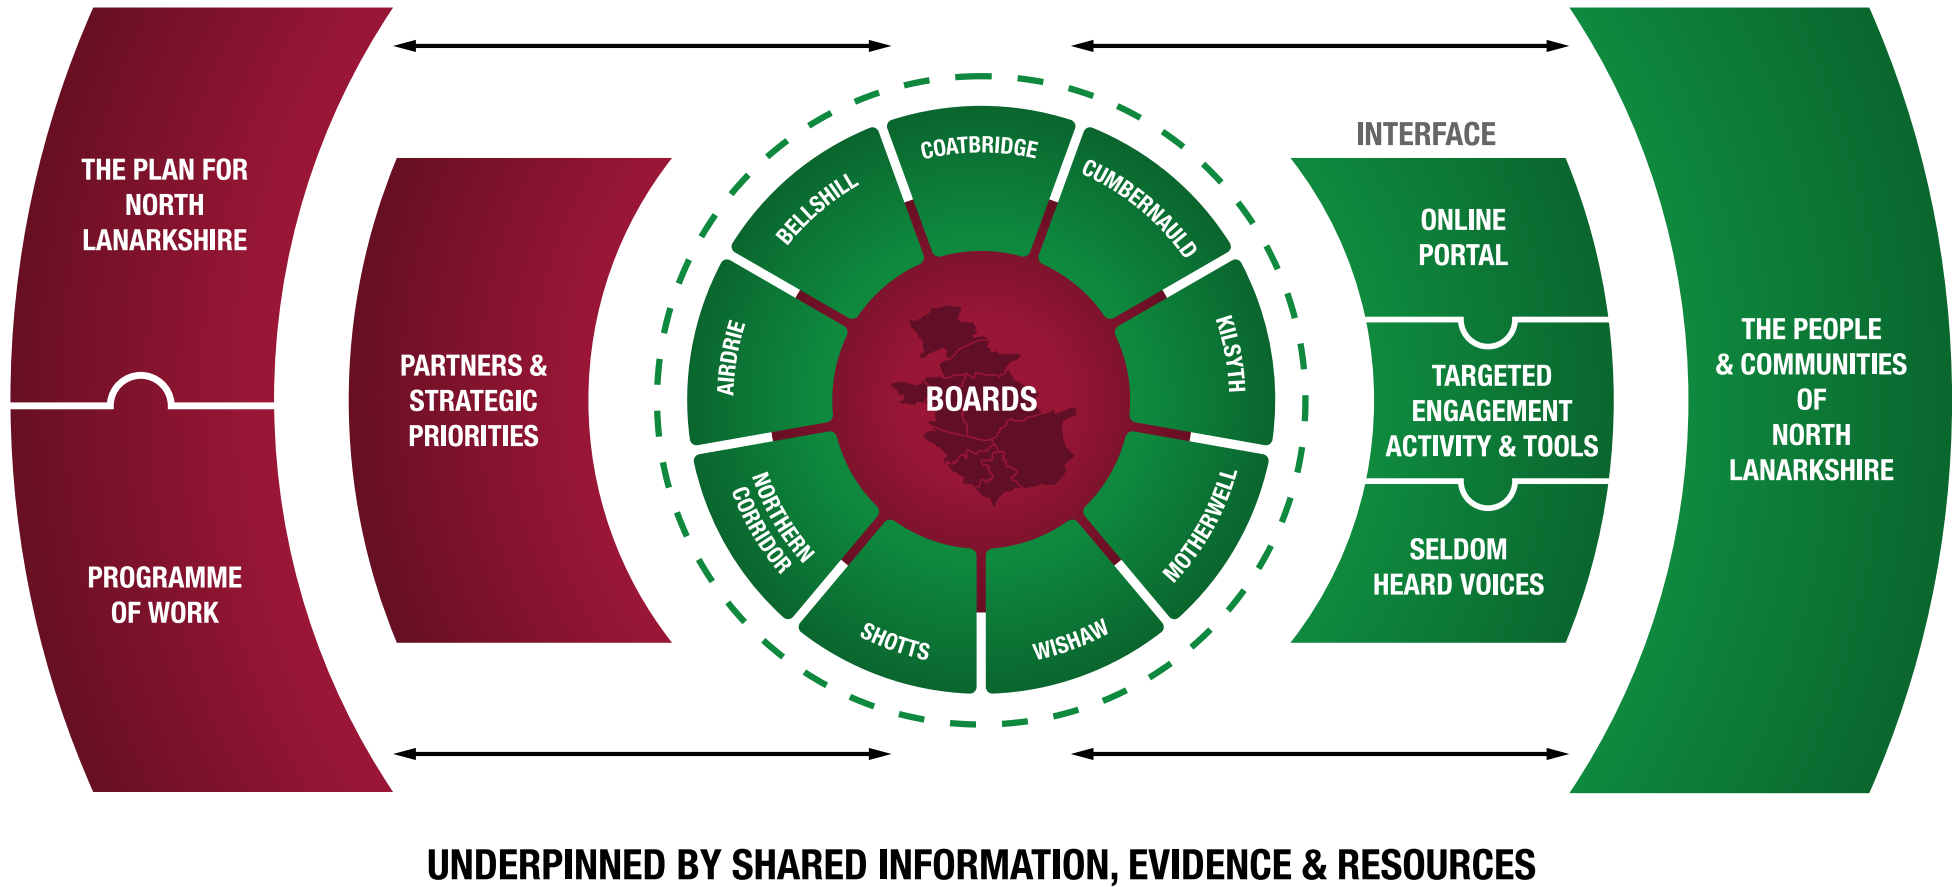 THE PLAN FOR
NORTH
LANARKSHIRE
PROGRAMME
OF WORK
PARTNERS &
STRATEGIC
PRIORITIES
COATBRIDGE
CUMBERNAULD
KILSYTH
MOTHERWELL
WISHAW
SHOTTS
NORTHERN
CORRIDOR
AIRDRIE
BELLSHILL
BOARDS
INTERFACE
ONLINE
PORTAL
TARGETED
ENGAGEMENT
ACTIVITY & TOOLS
SELDOM
HEARD VOICES
THE PEOPLE
& COMMUNITIES
OF
NORTH
LANARKSHIRE
UNDERPINNED BY SHARED INFORMATION, EVIDENCE & RESOURCES